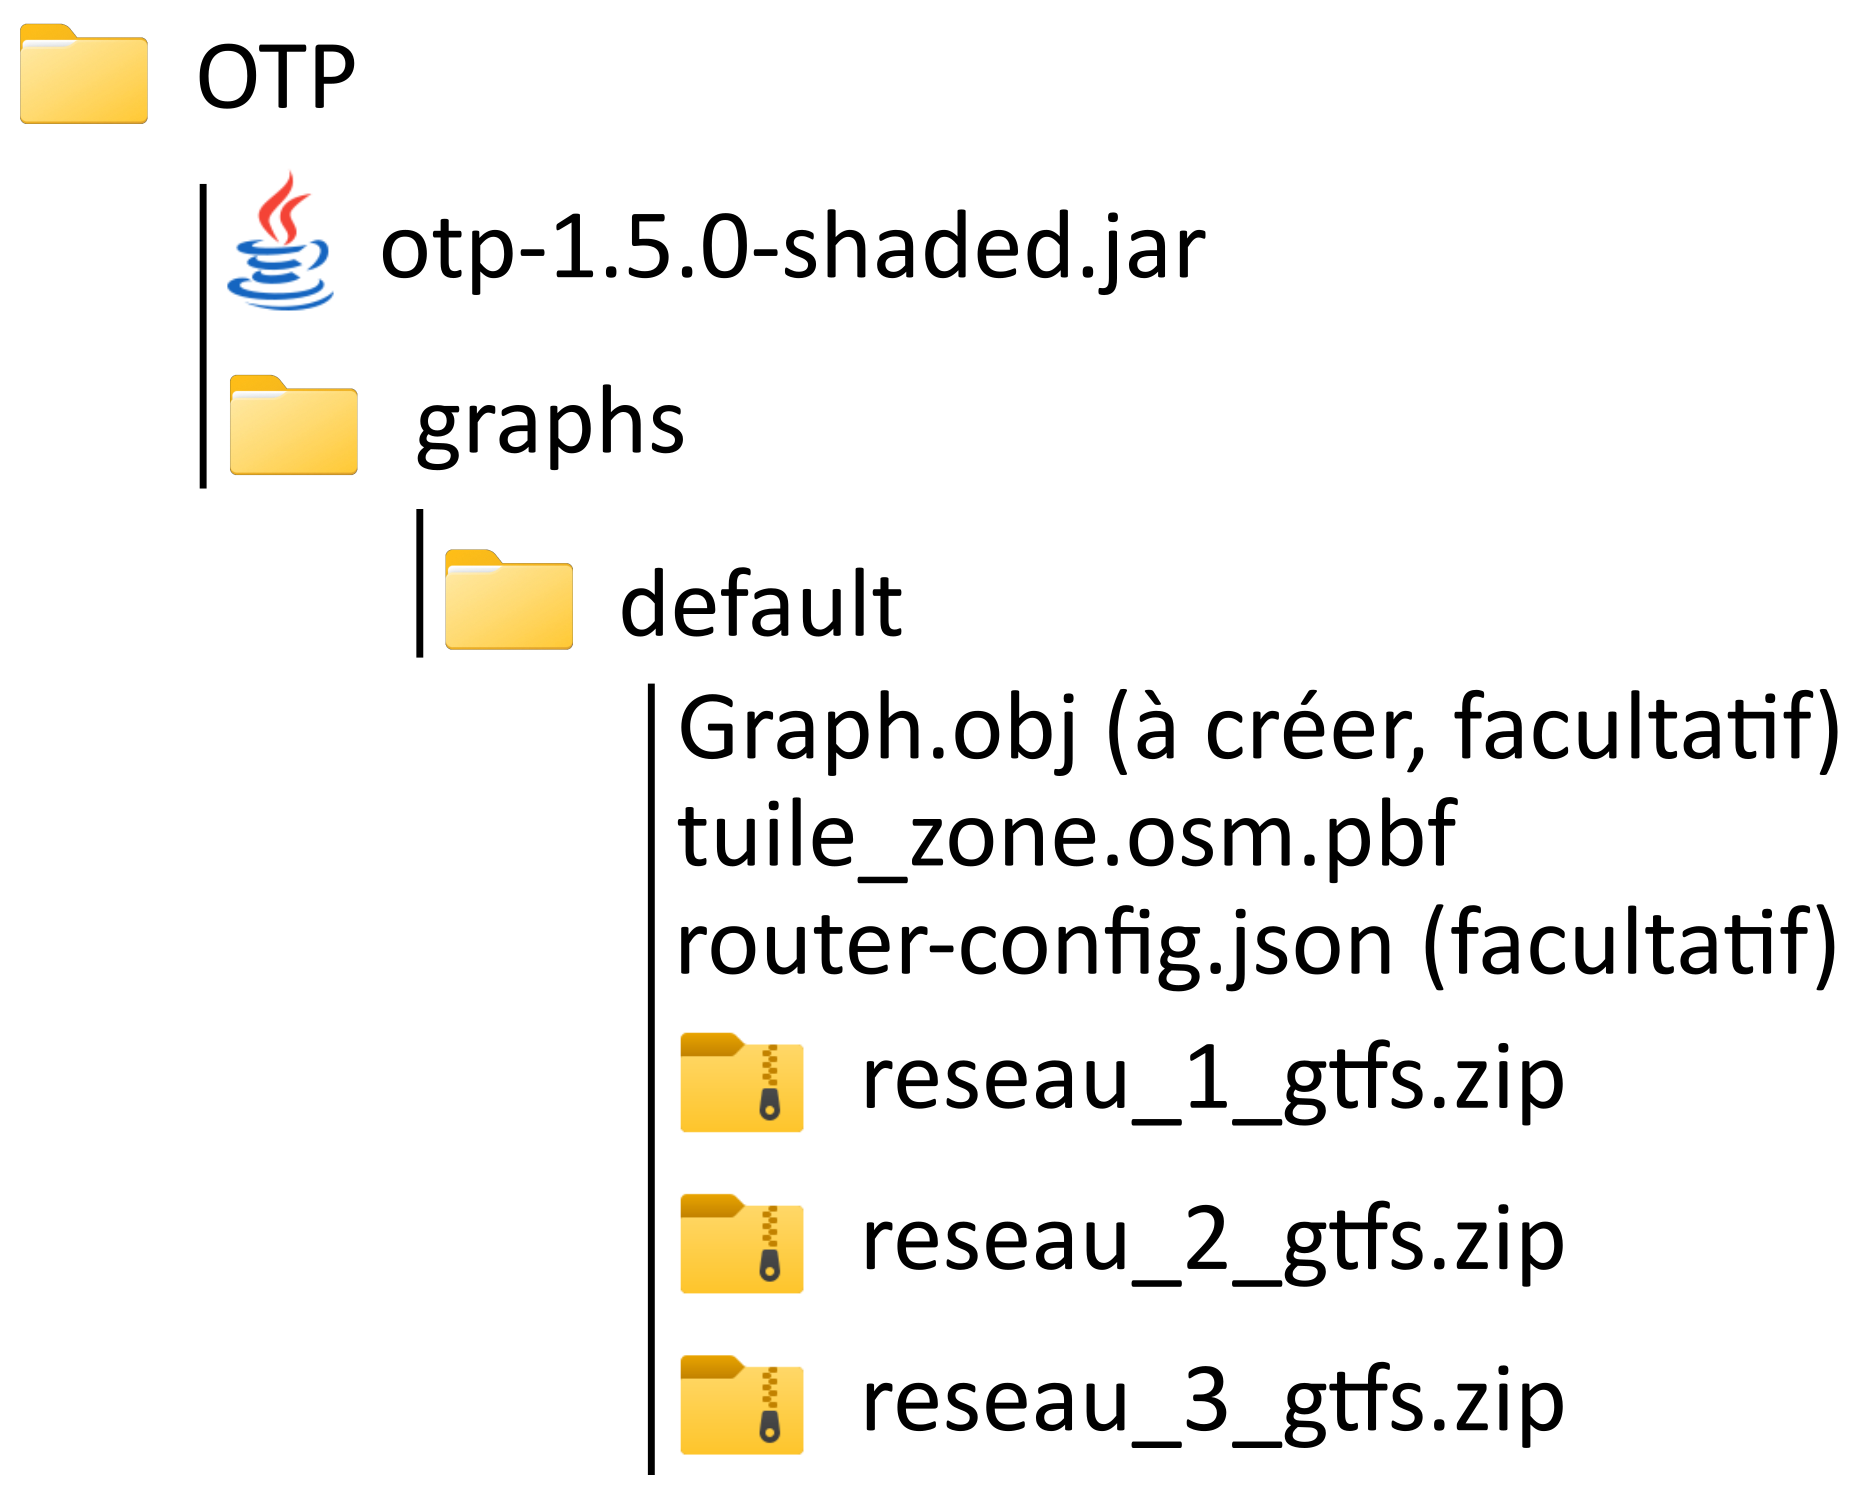 OTP
otp-1.5.0-shaded.jar
graphs
default
Graph.obj (à créer, facultatif)
tuile_zone.osm.pbf
router-config.json (facultatif)
reseau_1_gtfs.zip
reseau_2_gtfs.zip
reseau_3_gtfs.zip